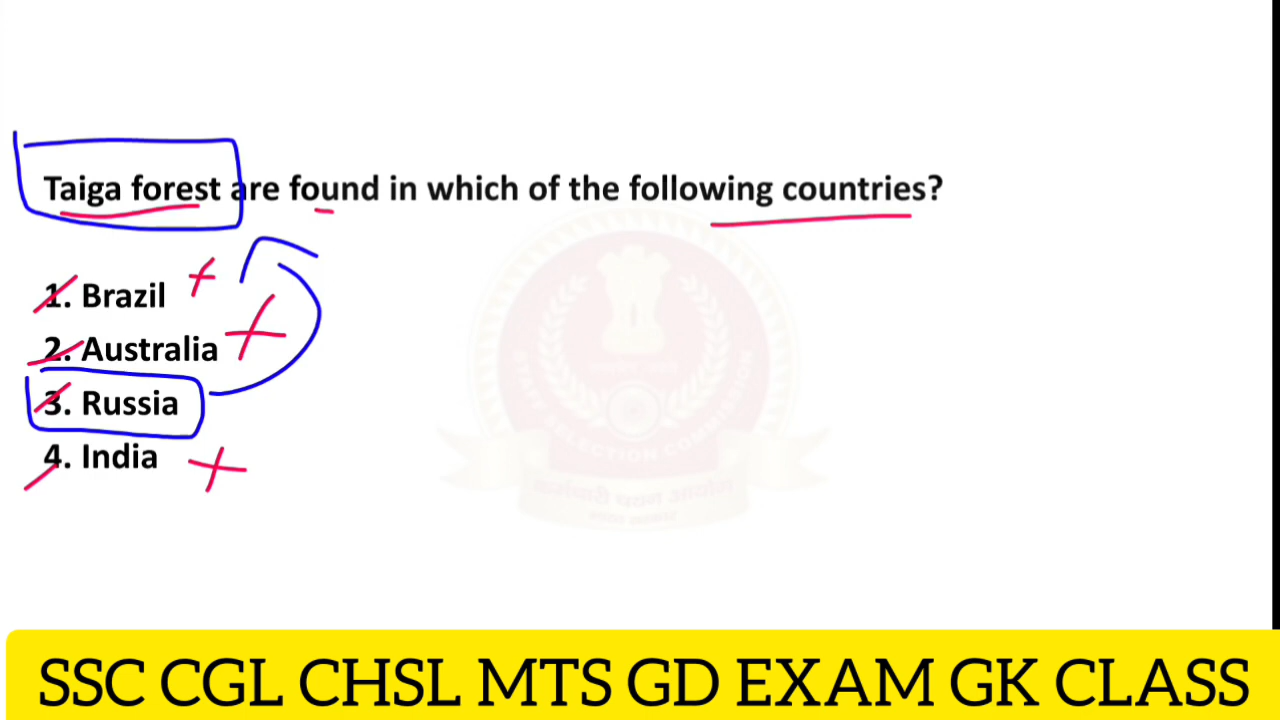 Taiga forest are found in which of the following countries?
1. Brazil
2. Australia
3. Russia
4. India
SSC CGL CHSL MTS GD EXAM GK CLASS